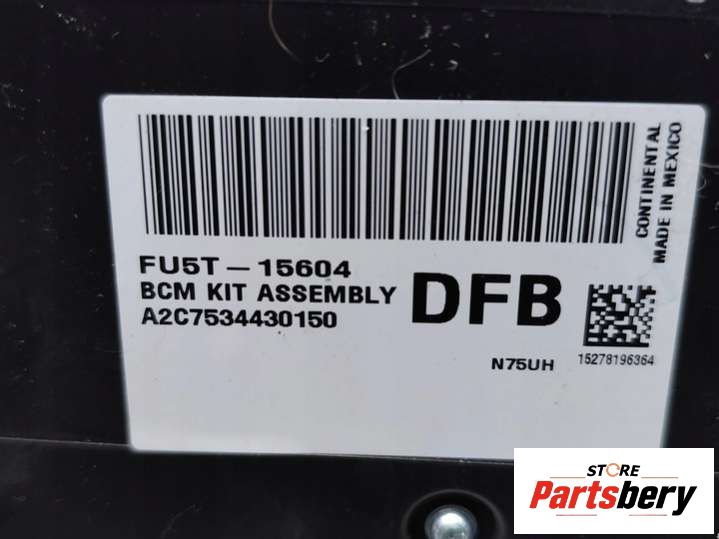 CONTINENTAL
MADE IN MEXICO
FU5T-15604
BCM KIT ASSEMBLY
DFB
A2C7534430150
N75UH
15278196364
STORE
Partsbery